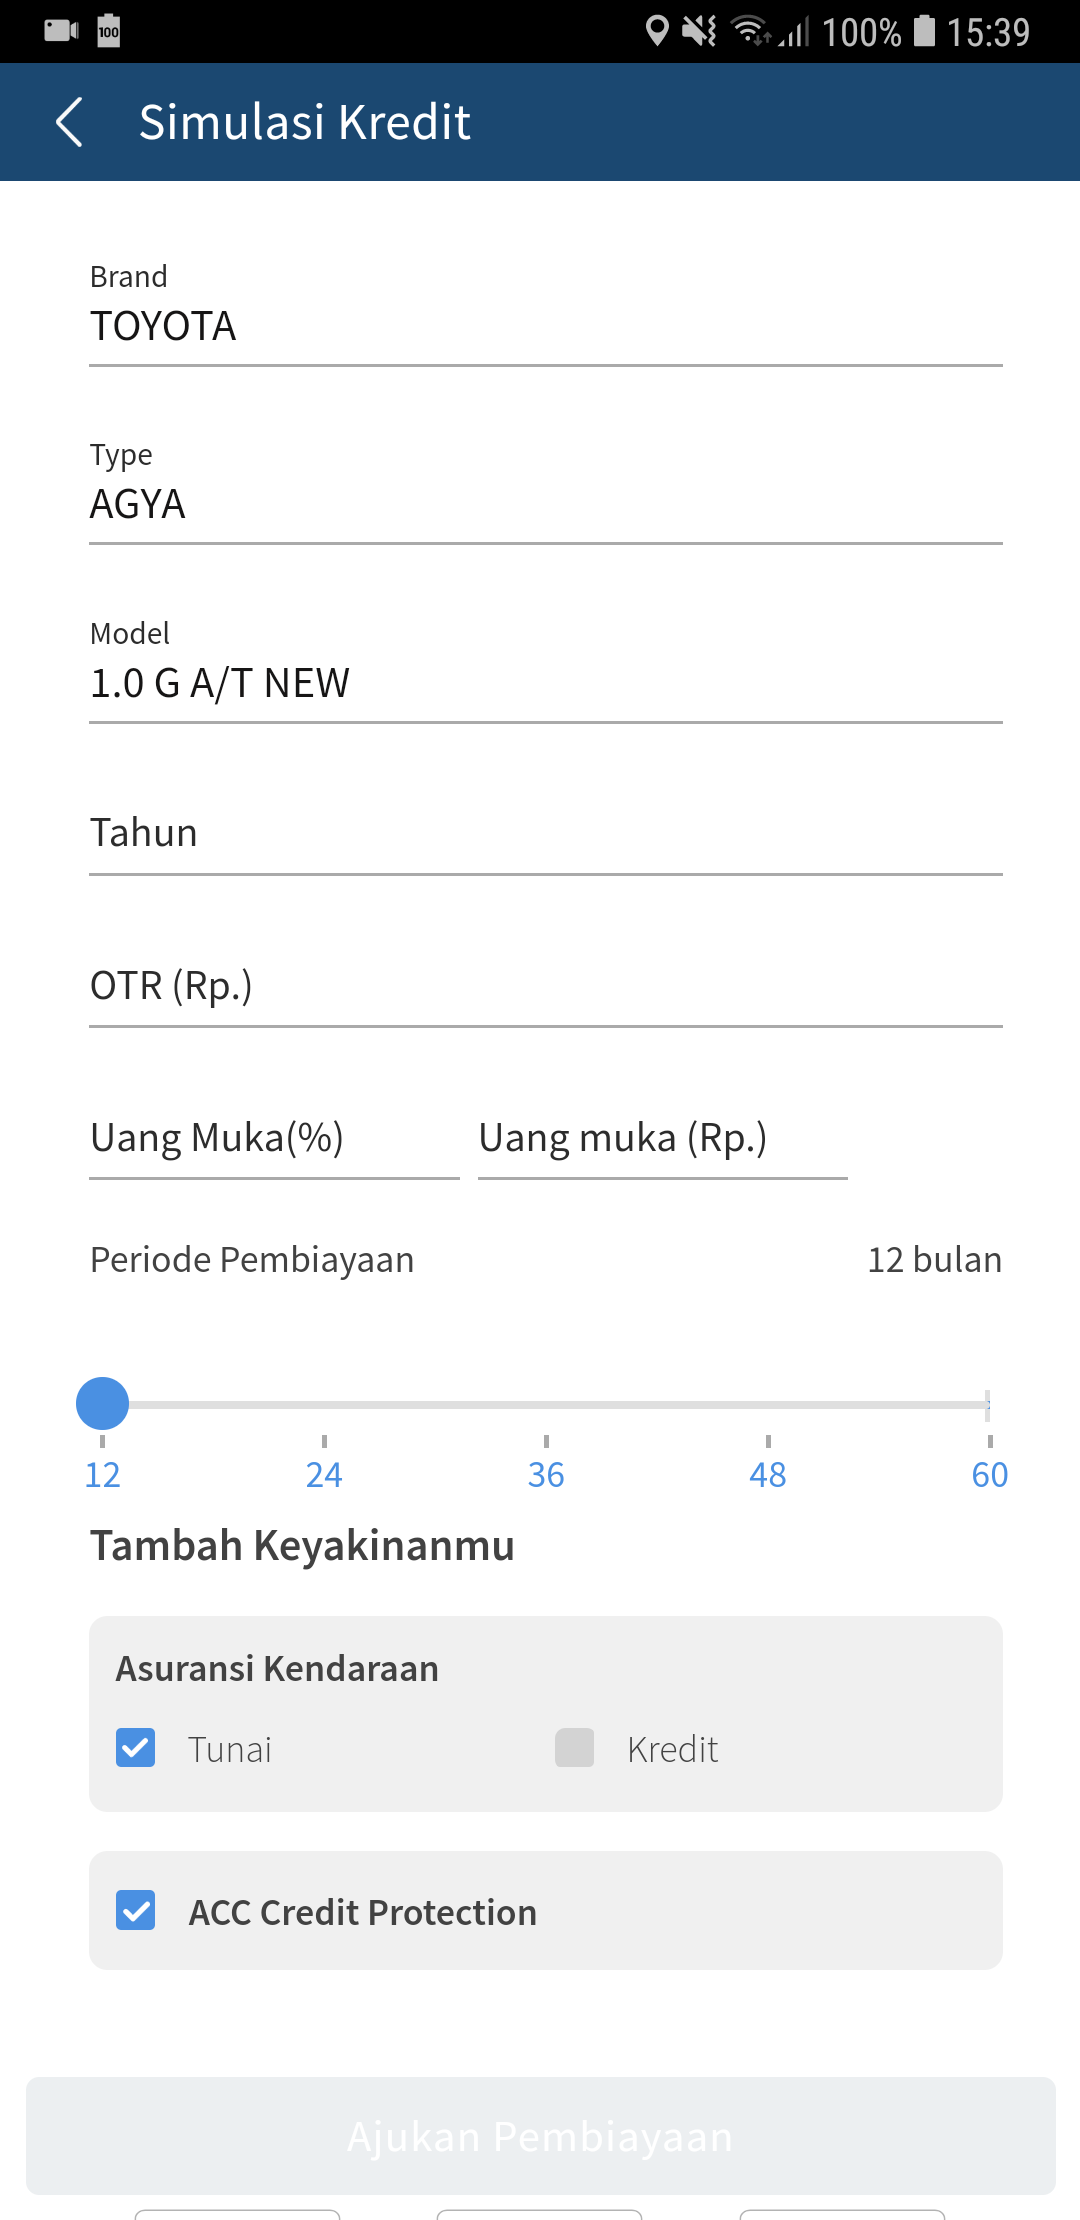 100 100% 15:39
Simulasi Kredit
Brand
TOYOTA
Type
AGYA
Model
1.0 G A/T NEW
Tahun
OTR (Rp.)
Uang Muka(%) Uang muka (Rp.)
Periode Pembiayaan 12 bulan
12 24 36 48 60
Tambah Keyakinanmu
Asuransi Kendaraan
Tunai Kredit
ACC Credit Protection
Ajukan Pembiayaan